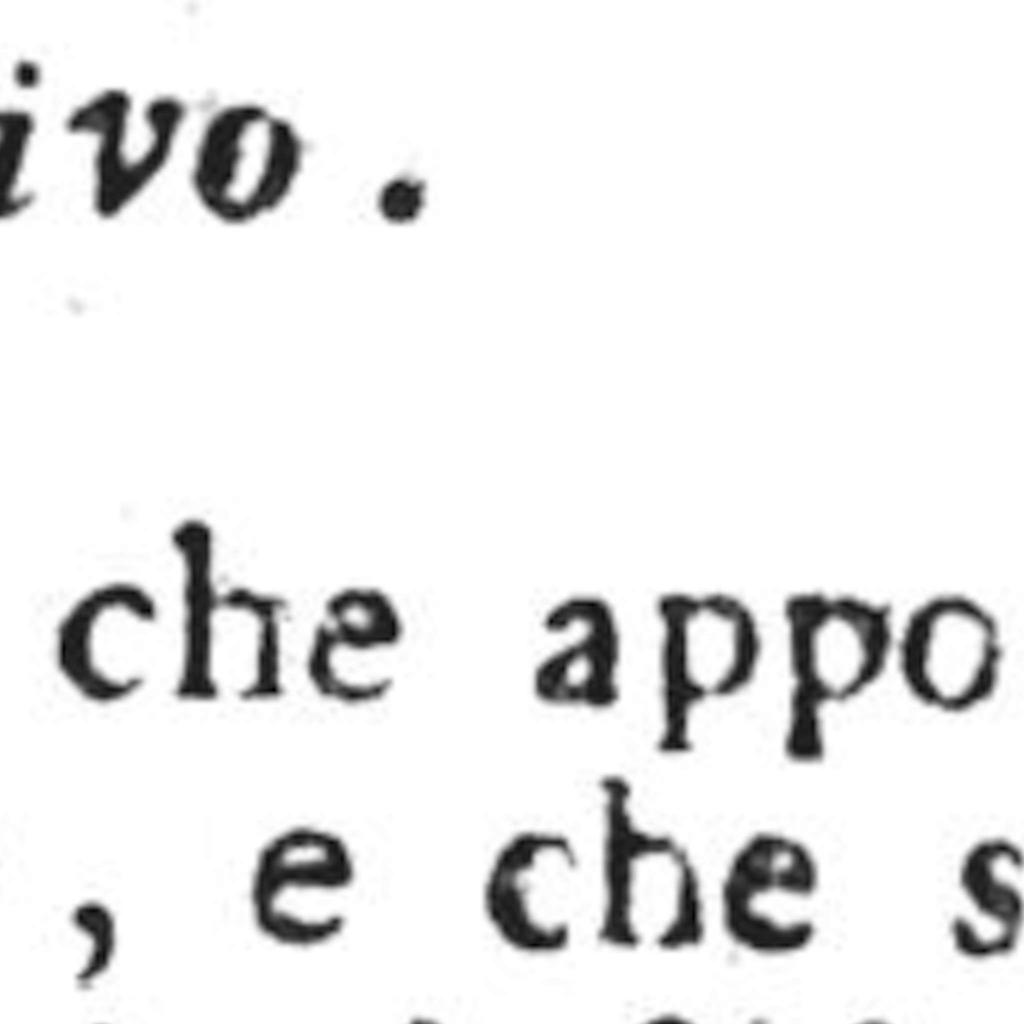 ivo.
che appo
, e che s